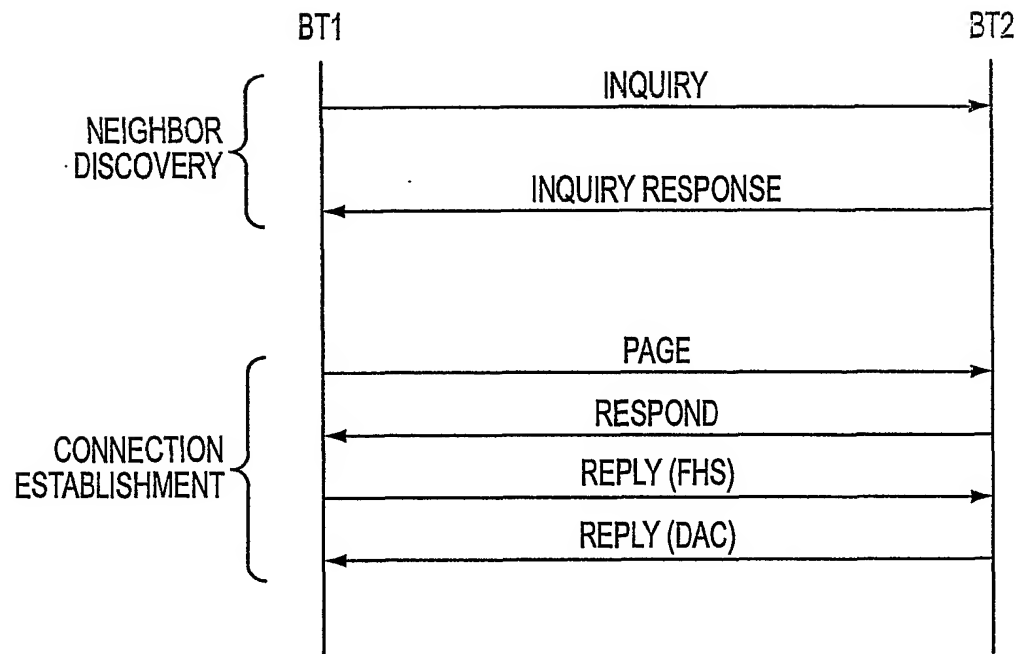 BT1
BT2
INQUIRY
NEIGHBOR
DISCOVERY
INQUIRY RESPONSE
PAGE
RESPOND
CONNECTION
ESTABLISHMENT
REPLY (FHS)
REPLY (DAC)